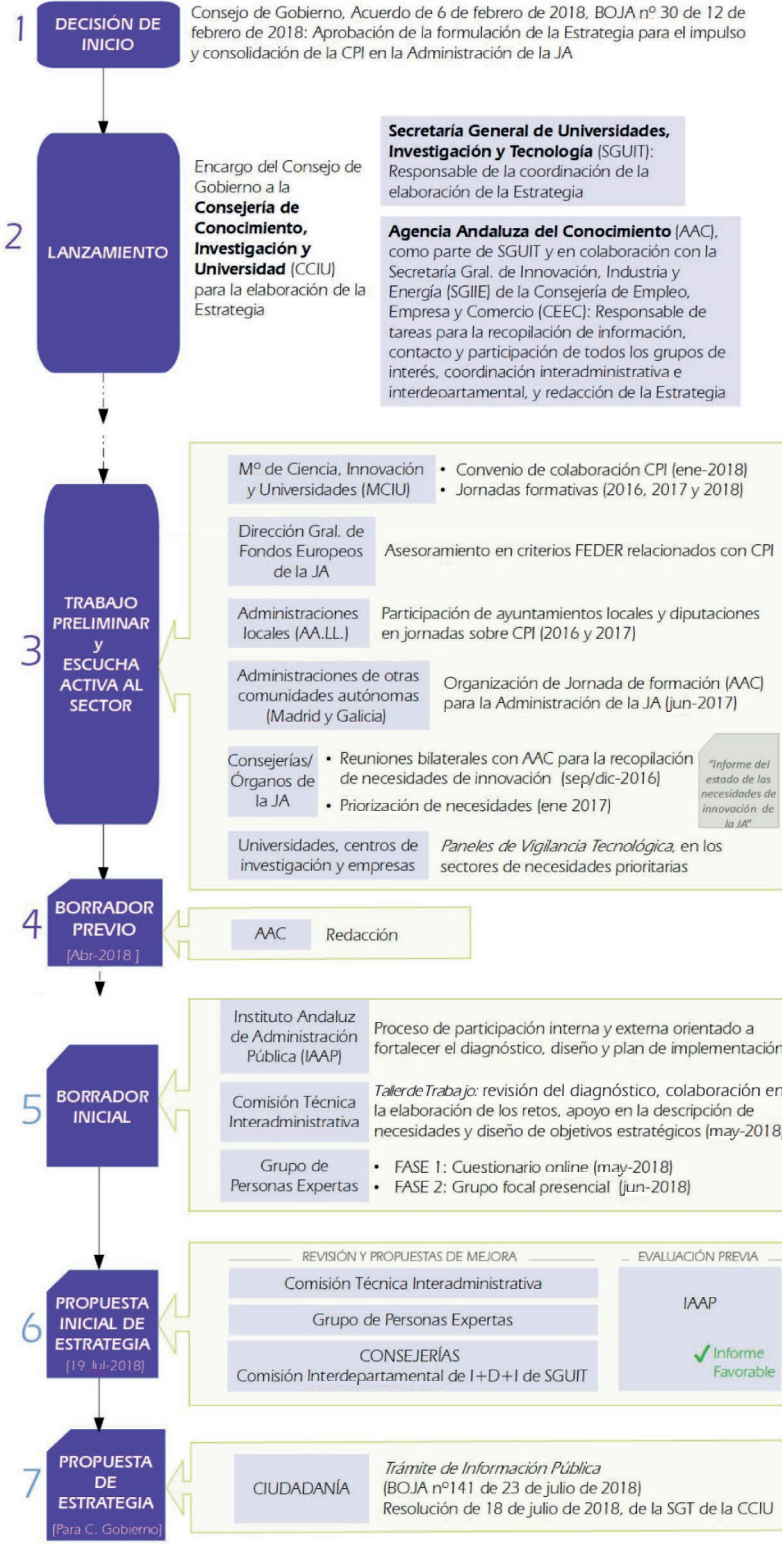 1
DECISIÓN DE
INICIO
Consejo de Gobierno, Acuerdo de 6 de febrero de 2018, BOJA nº 30 de 12 de
febrero de 2018: Aprobación de la formulación de la Estrategia para el impulso
y consolidación de la CPI en la Administración de la JA
2
LANZAMIENTO
Encargo del Consejo de
Gobierno a la
Consejería de
Conocimiento,
Investigación y
Universidad (CCIU)
para la elaboración de la
Estrategia
Secretaría General de Universidades,
Investigación y Tecnología (SGUIT):
Responsable de la coordinación de la
elaboración de la Estrategia
Agencia Andaluza del Conocimiento (AAC),
como parte de SGUIT y en colaboración con la
Secretaría Gral. de Innovación, Industria y
Energía (SGIIE) de la Consejería de Empleo,
Empresa y Comercio (CEEC): Responsable de
tareas para la recopilación de información,
contacto y participación de todos los grupos de
interés, coordinación interadministrativa e
interdepartamental, y redacción de la Estrategia
3
TRABAJO
PRELIMINAR
y
ESCUCHA
ACTIVA AL
SECTOR
Mº de Ciencia, Innovación
y Universidades (MCIU)
• Convenio de colaboración CPI (ene-2018)
• Jornadas formativas (2016, 2017 y 2018)
Dirección Gral. de
Fondos Europeos
de la JA
Asesoramiento en criterios FEDER relacionados con CPI
Administraciones
locales (AA.LL.)
Participación de ayuntamientos locales y diputaciones
en jornadas sobre CPI (2016 y 2017)
Administraciones de otras
comunidades autónomas
(Madrid y Galicia)
Organización de Jornada de formación (AAC)
para la Administración de la JA (jun-2017)
Consejerías/
Órganos de
la JA
• Reuniones bilaterales con AAC para la recopilación
de necesidades de innovación (sep/dic-2016)
• Priorización de necesidades (ene 2017)
"Informe del
estado de las
necesidades de
innovación de
la JA"
Universidades, centros de
investigación y empresas
Paneles de Vigilancia Tecnológica, en los
sectores de necesidades prioritarias
4
BORRADOR
PREVIO
[Abr-2018 ]
AAC
Redacción
5
BORRADOR
INICIAL
Instituto Andaluz
de Administración
Pública (IAAP)
Proceso de participación interna y externa orientado a
fortalecer el diagnóstico, diseño y plan de implementación
Comisión Técnica
Interadministrativa
Taller de Trabajo: revisión del diagnóstico, colaboración en
la elaboración de los retos, apoyo en la descripción de
necesidades y diseño de objetivos estratégicos (may-2018)
Grupo de
Personas Expertas
• FASE 1: Cuestionario online (may-2018)
• FASE 2: Grupo focal presencial (jun-2018)
6
PROPUESTA
INICIAL DE
ESTRATEGIA
[19 Jul-2018]
REVISIÓN Y PROPUESTAS DE MEJORA
Comisión Técnica Interadministrativa
Grupo de Personas Expertas
CONSEJERÍAS
Comisión Interdepartamental de I+D+I de SGUIT
EVALUACIÓN PREVIA
IAAP
✓ Informe
Favorable
7
PROPUESTA
DE
ESTRATEGIA
[Para C. Gobierno]
CIUDADANÍA
Trámite de Información Pública
(BOJA nº141 de 23 de julio de 2018)
Resolución de 18 de julio de 2018, de la SGT de la CCIU